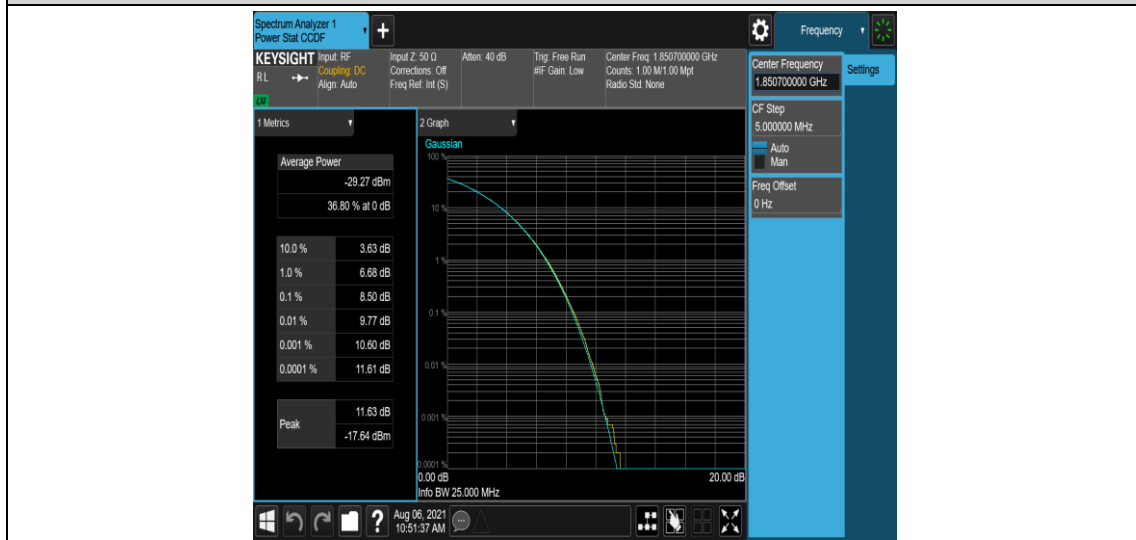 Spectrum Analyzer 1
Power Stat CCDF
+
Frequency
KEYSIGHT
RL
LXI
Input: RF
Coupling: DC
Align: Auto
Input Z: 50 Ω
Corrections: Off
Freq Ref: Int (S)
Atten: 40 dB
Trig: Free Run
#IF Gain: Low
Center Freq: 1.850700000 GHz
Counts: 1.00 M/1.00 Mpt
Radio Std: None
Center Frequency
1.850700000 GHz
Settings
CF Step
5.000000 MHz
Auto
Man
Freq Offset
0 Hz
1 Metrics
Average Power
-29.27 dBm
36.80 % at 0 dB
10.0 % 3.63 dB
1.0 % 6.68 dB
0.1 % 8.50 dB
0.01 % 9.77 dB
0.001 % 10.60 dB
0.0001 % 11.61 dB
Peak
11.63 dB
-17.64 dBm
2 Graph
Gaussian
100 %
10 %
1 %
0.1 %
0.01 %
0.001 %
0.0001 %
0.00 dB 20.00 dB
Info BW 25.000 MHz
?
Aug 06, 2021
10:51:37 AM